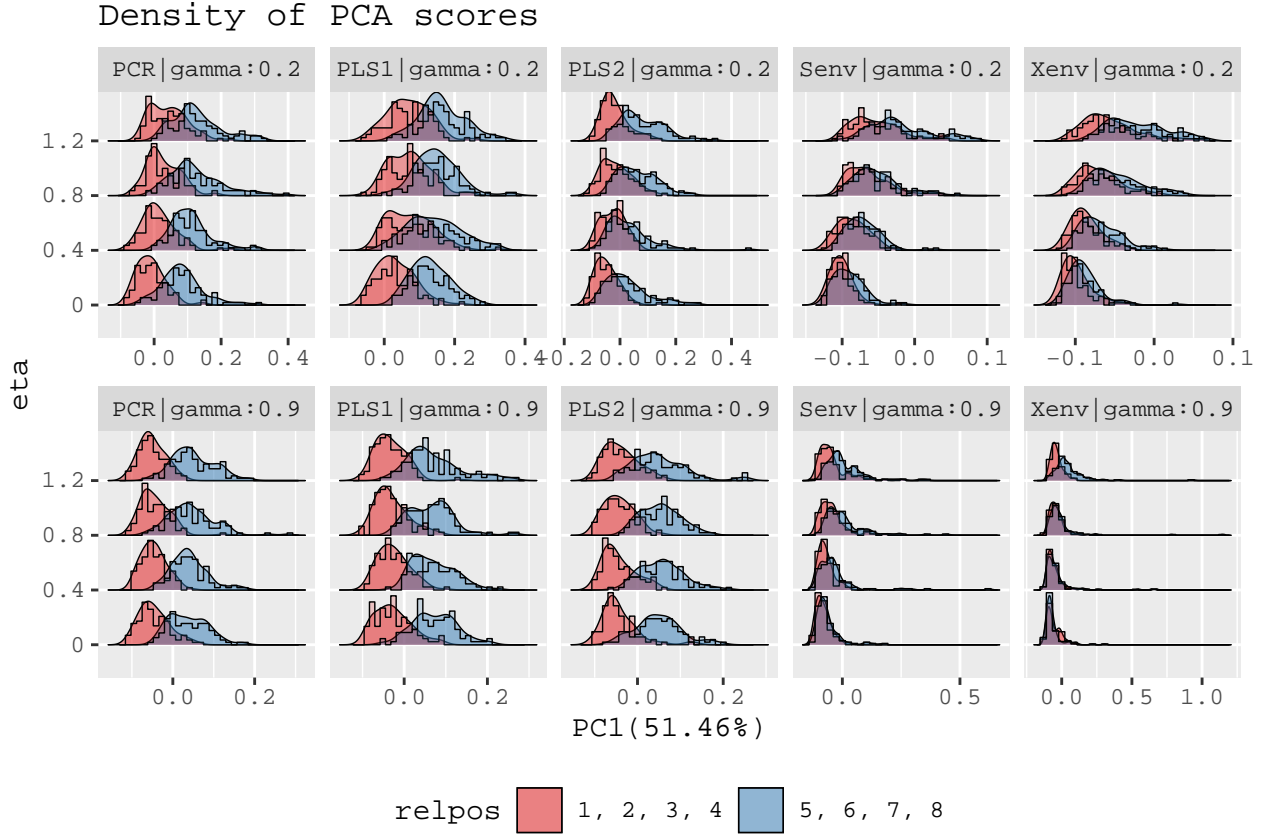 Density of PCA scores
PCR|gamma:0.2 PLS1|gamma:0.2 PLS2|gamma:0.2 Senv|gamma:0.2 Xenv|gamma:0.2
1.2
0.8
0.4
0
0.0 0.2 0.4 0.0 0.2 0.4 -0.2 0.0 0.2 0.4 -0.1 0.0 0.1 -0.1 0.0 0.1
eta
PCR|gamma:0.9 PLS1|gamma:0.9 PLS2|gamma:0.9 Senv|gamma:0.9 Xenv|gamma:0.9
1.2
0.8
0.4
0
0.0 0.2 0.0 0.2 0.0 0.2 0.0 0.5 0.0 0.5 1.0
PC1(51.46%)
relpos 1, 2, 3, 4 5, 6, 7, 8